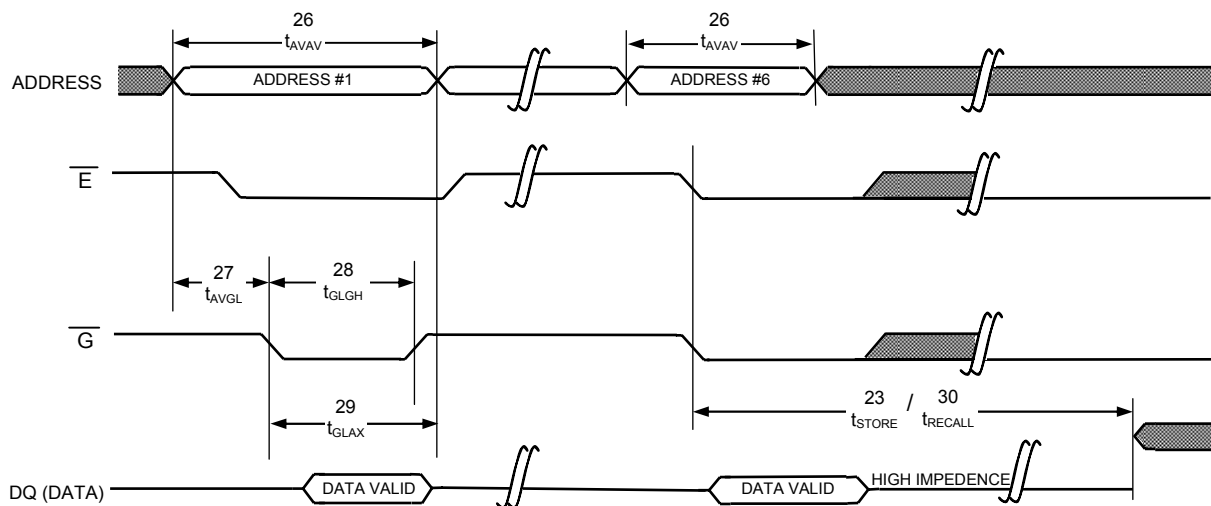 26
tAVAV
26
tAVAV
ADDRESS
ADDRESS #1
ADDRESS #6
E
27
tAVGL
28
tGLGH
G
29
tGLAX
23 / 30
tSTORE tRECALL
DQ (DATA)
DATA VALID
DATA VALID
HIGH IMPEDENCE